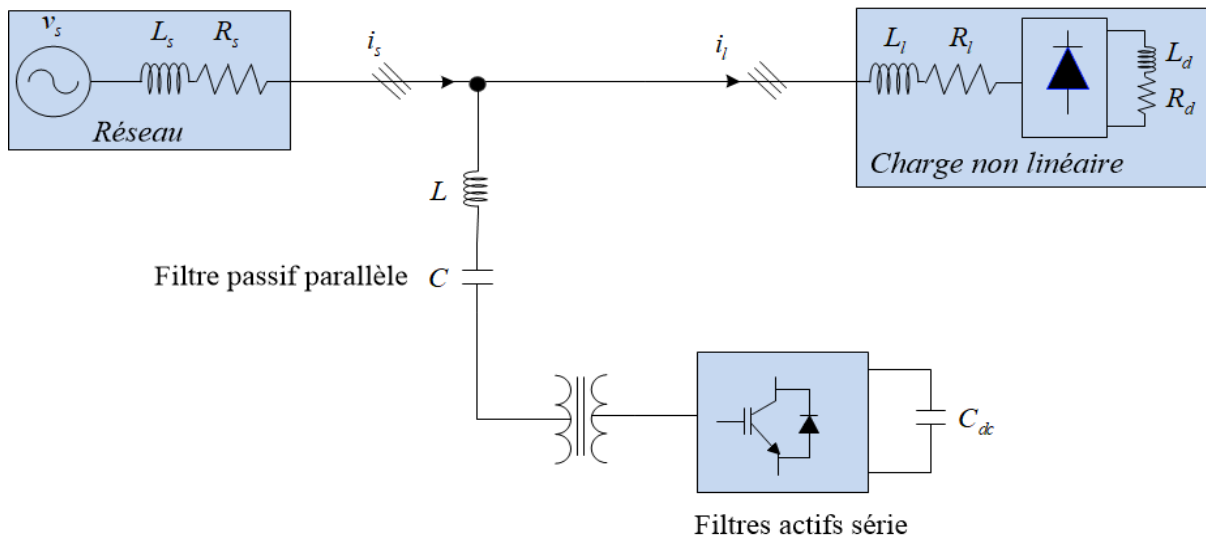 v_s
L_s
R_s
Réseau
i_s
i_l
L_l
R_l
L_d
R_d
Charge non linéaire
L
Filtre passif parallèle
C
C_dc
Filtres actifs série